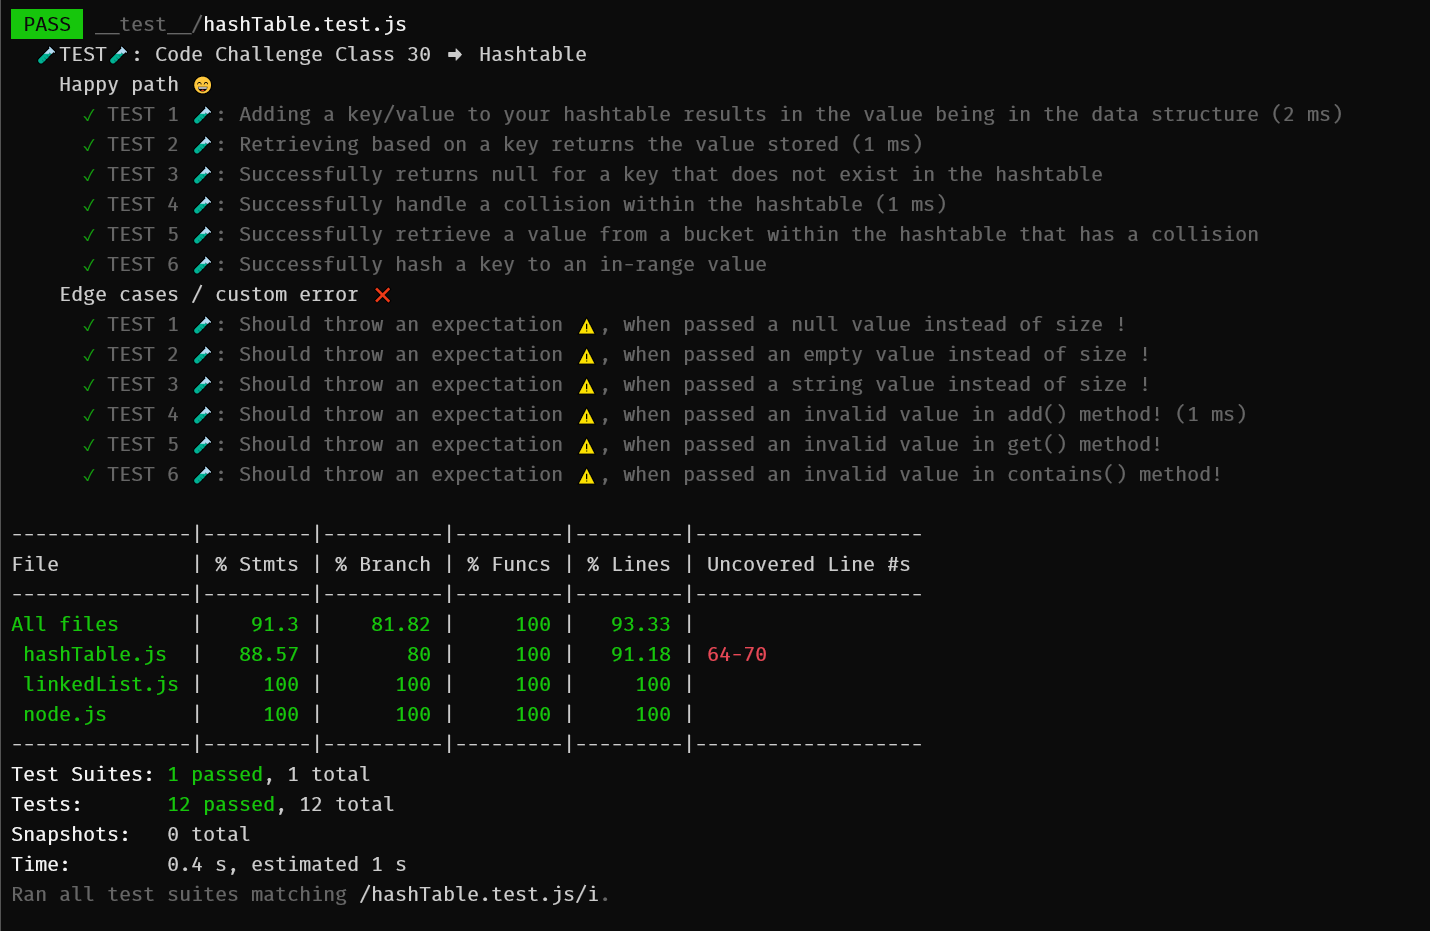 PASS __test__/hashTable.test.js
🧪TEST🧪: Code Challenge Class 30 ➡ Hashtable
Happy path 😁
✓ TEST 1 🧪: Adding a key/value to your hashtable results in the value being in the data structure (2 ms)
✓ TEST 2 🧪: Retrieving based on a key returns the value stored (1 ms)
✓ TEST 3 🧪: Successfully returns null for a key that does not exist in the hashtable
✓ TEST 4 🧪: Successfully handle a collision within the hashtable (1 ms)
✓ TEST 5 🧪: Successfully retrieve a value from a bucket within the hashtable that has a collision
✓ TEST 6 🧪: Successfully hash a key to an in-range value
Edge cases / custom error ❌
✓ TEST 1 🧪: Should throw an expectation ⚠, when passed a null value instead of size !
✓ TEST 2 🧪: Should throw an expectation ⚠, when passed an empty value instead of size !
✓ TEST 3 🧪: Should throw an expectation ⚠, when passed a string value instead of size !
✓ TEST 4 🧪: Should throw an expectation ⚠, when passed an invalid value in add() method! (1 ms)
✓ TEST 5 🧪: Should throw an expectation ⚠, when passed an invalid value in get() method!
✓ TEST 6 🧪: Should throw an expectation ⚠, when passed an invalid value in contains() method!
---------------|---------|----------|---------|---------|-------------------
File           | % Stmts | % Branch | % Funcs | % Lines | Uncovered Line #s
---------------|---------|----------|---------|---------|-------------------
All files      |    91.3 |    81.82 |     100 |   93.33 |
 hashTable.js  |   88.57 |       80 |     100 |   91.18 | 64-70
 linkedList.js |     100 |      100 |     100 |     100 |
 node.js       |     100 |      100 |     100 |     100 |
---------------|---------|----------|---------|---------|-------------------
Test Suites: 1 passed, 1 total
Tests:       12 passed, 12 total
Snapshots:   0 total
Time:        0.4 s, estimated 1 s
Ran all test suites matching /hashTable.test.js/i.